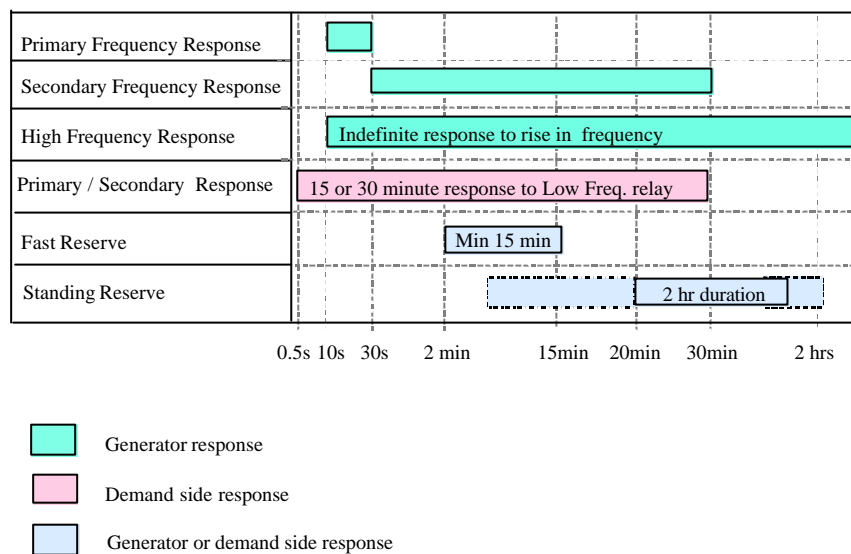 Primary Frequency Response
Secondary Frequency Response
High Frequency Response
Indefinite response to rise in frequency
Primary / Secondary Response
15 or 30 minute response to Low Freq. relay
Fast Reserve
Min 15 min
Standing Reserve
2 hr duration
0.5s 10s 30s 2 min 15min 20min 30min 2 hrs
Generator response
Demand side response
Generator or demand side response